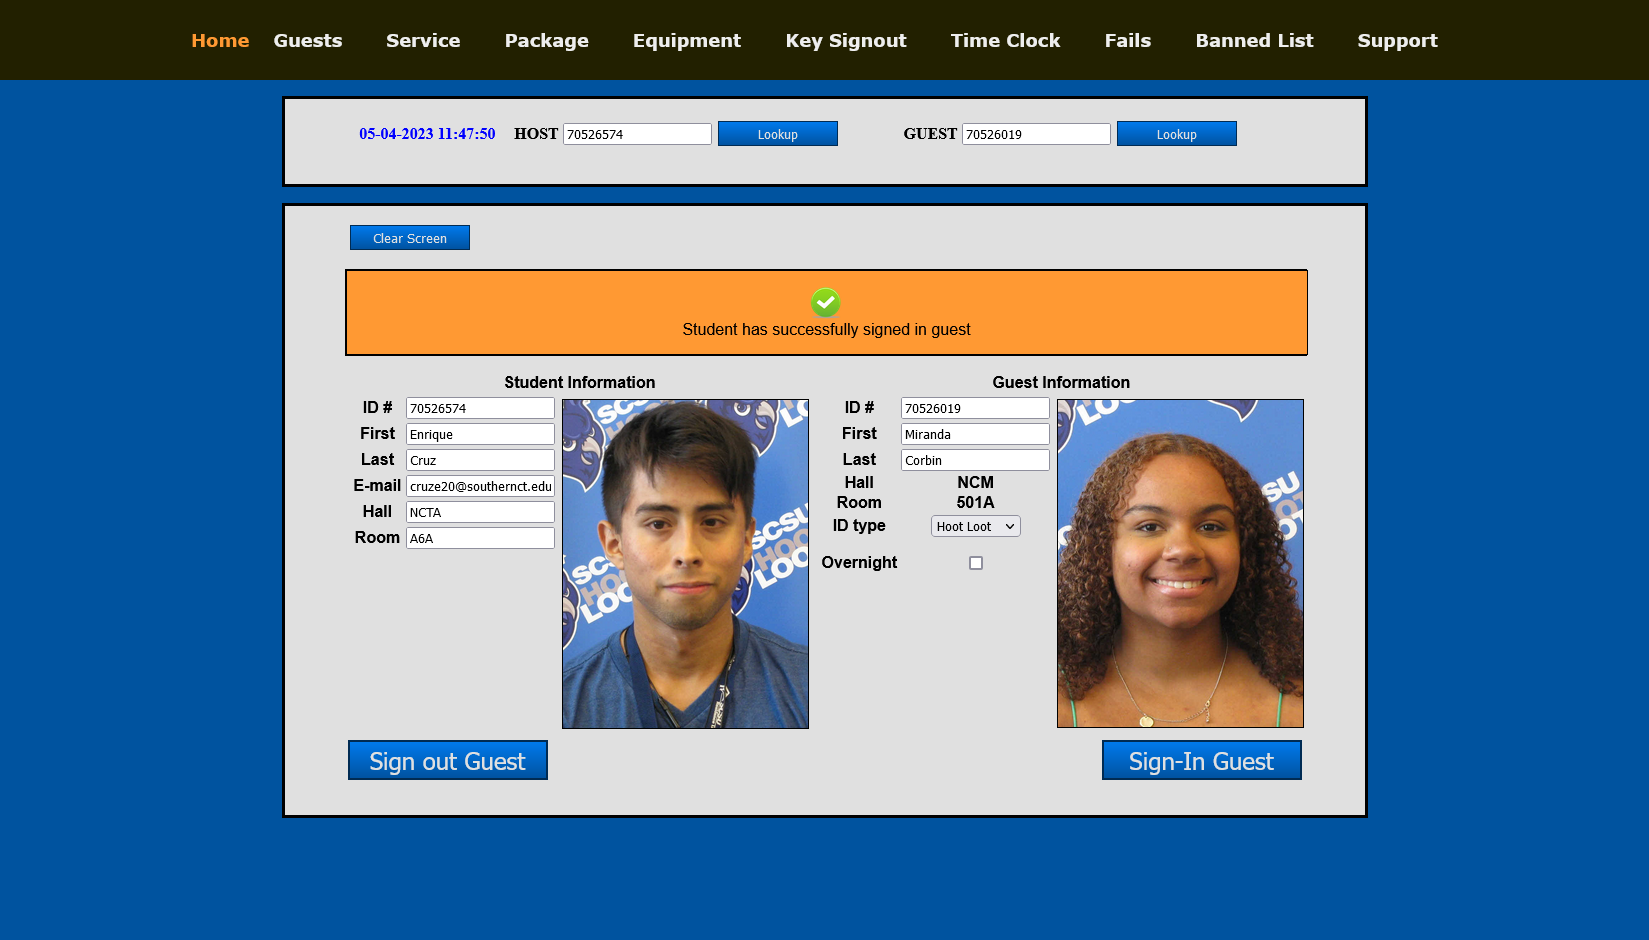 Home Guests Service Package Equipment Key Signout Time Clock Fails Banned List Support
05-04-2023 11:47:50 HOST 70526574 Lookup GUEST 70526019 Lookup
Clear Screen
Student has successfully signed in guest
Student Information
ID # 70526574
First Enrique
Last Cruz
E-mail cruze20@southernct.edu
Hall NCTA
Room A6A
SCSU
HOOT
LOOT
Guest Information
ID # 70526019
First Miranda
Last Corbin
Hall NCM
Room 501A
ID type Hoot Loot
Overnight
SCSU
Sign out Guest
Sign-In Guest